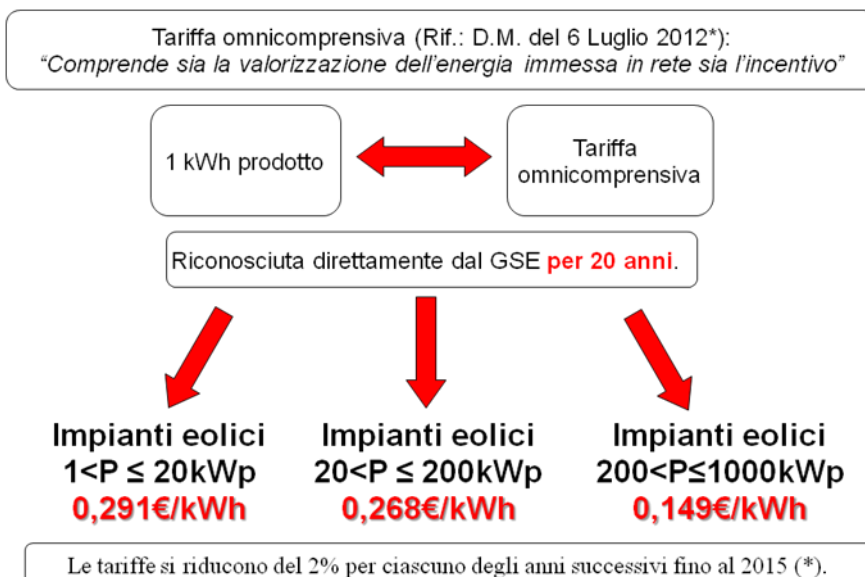 Tariffa omnicomprensiva (Rif.: D.M. del 6 Luglio 2012*):
“Comprende sia la valorizzazione dell’energia immessa in rete sia l’incentivo”
1 kWh prodotto
Tariffa
omnicomprensiva
Riconosciuta direttamente dal GSE per 20 anni.
Impianti eolici
1<P ≤ 20kWp
0,291€/kWh
Impianti eolici
20<P ≤ 200kWp
0,268€/kWh
Impianti eolici
200<P≤1000kWp
0,149€/kWh
Le tariffe si riducono del 2% per ciascuno degli anni successivi fino al 2015 (*).